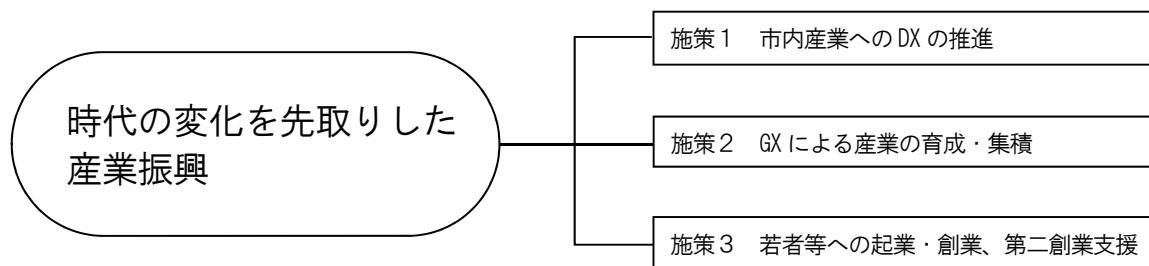 時代の変化を先取りした
産業振興
施策１　市内産業へのDXの推進
施策２　GXによる産業の育成・集積
施策３　若者等への起業・創業、第二創業支援